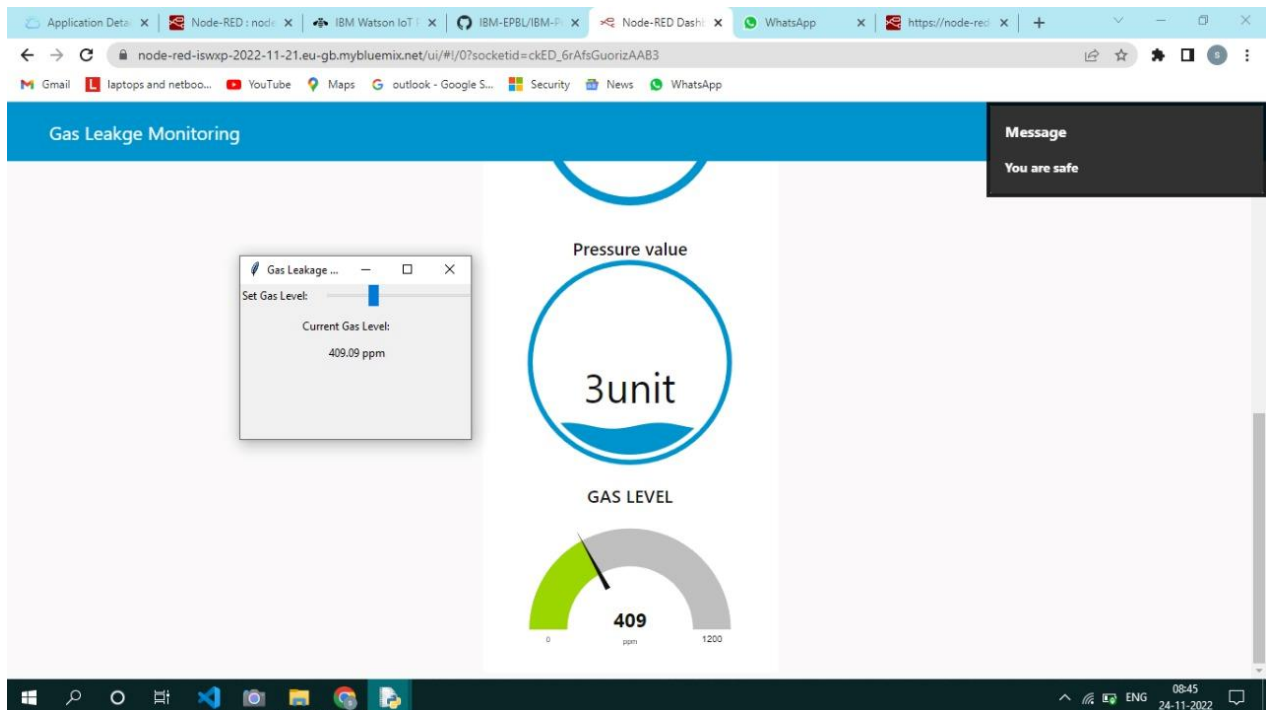 Application Deta
Node-RED : node
IBM Watson IoT
IBM-EPBL/IBM-P
Node-RED Dashb
WhatsApp
https://node-red
node-red-iswxp-2022-11-21.eu-gb.mybluemix.net/ui/#!/0?socketid=ckED_6rAfsGuorizAAB3
S
Gmail
laptops and netboo...
YouTube
Maps
outlook - Google S...
Security
News
WhatsApp
Gas Leakge Monitoring
Message
You are safe
Gas Leakage ...
Set Gas Level:
Current Gas Level:
409.09 ppm
Pressure value
3unit
GAS LEVEL
409
ppm
0
1200
ENG
08:45
24-11-2022